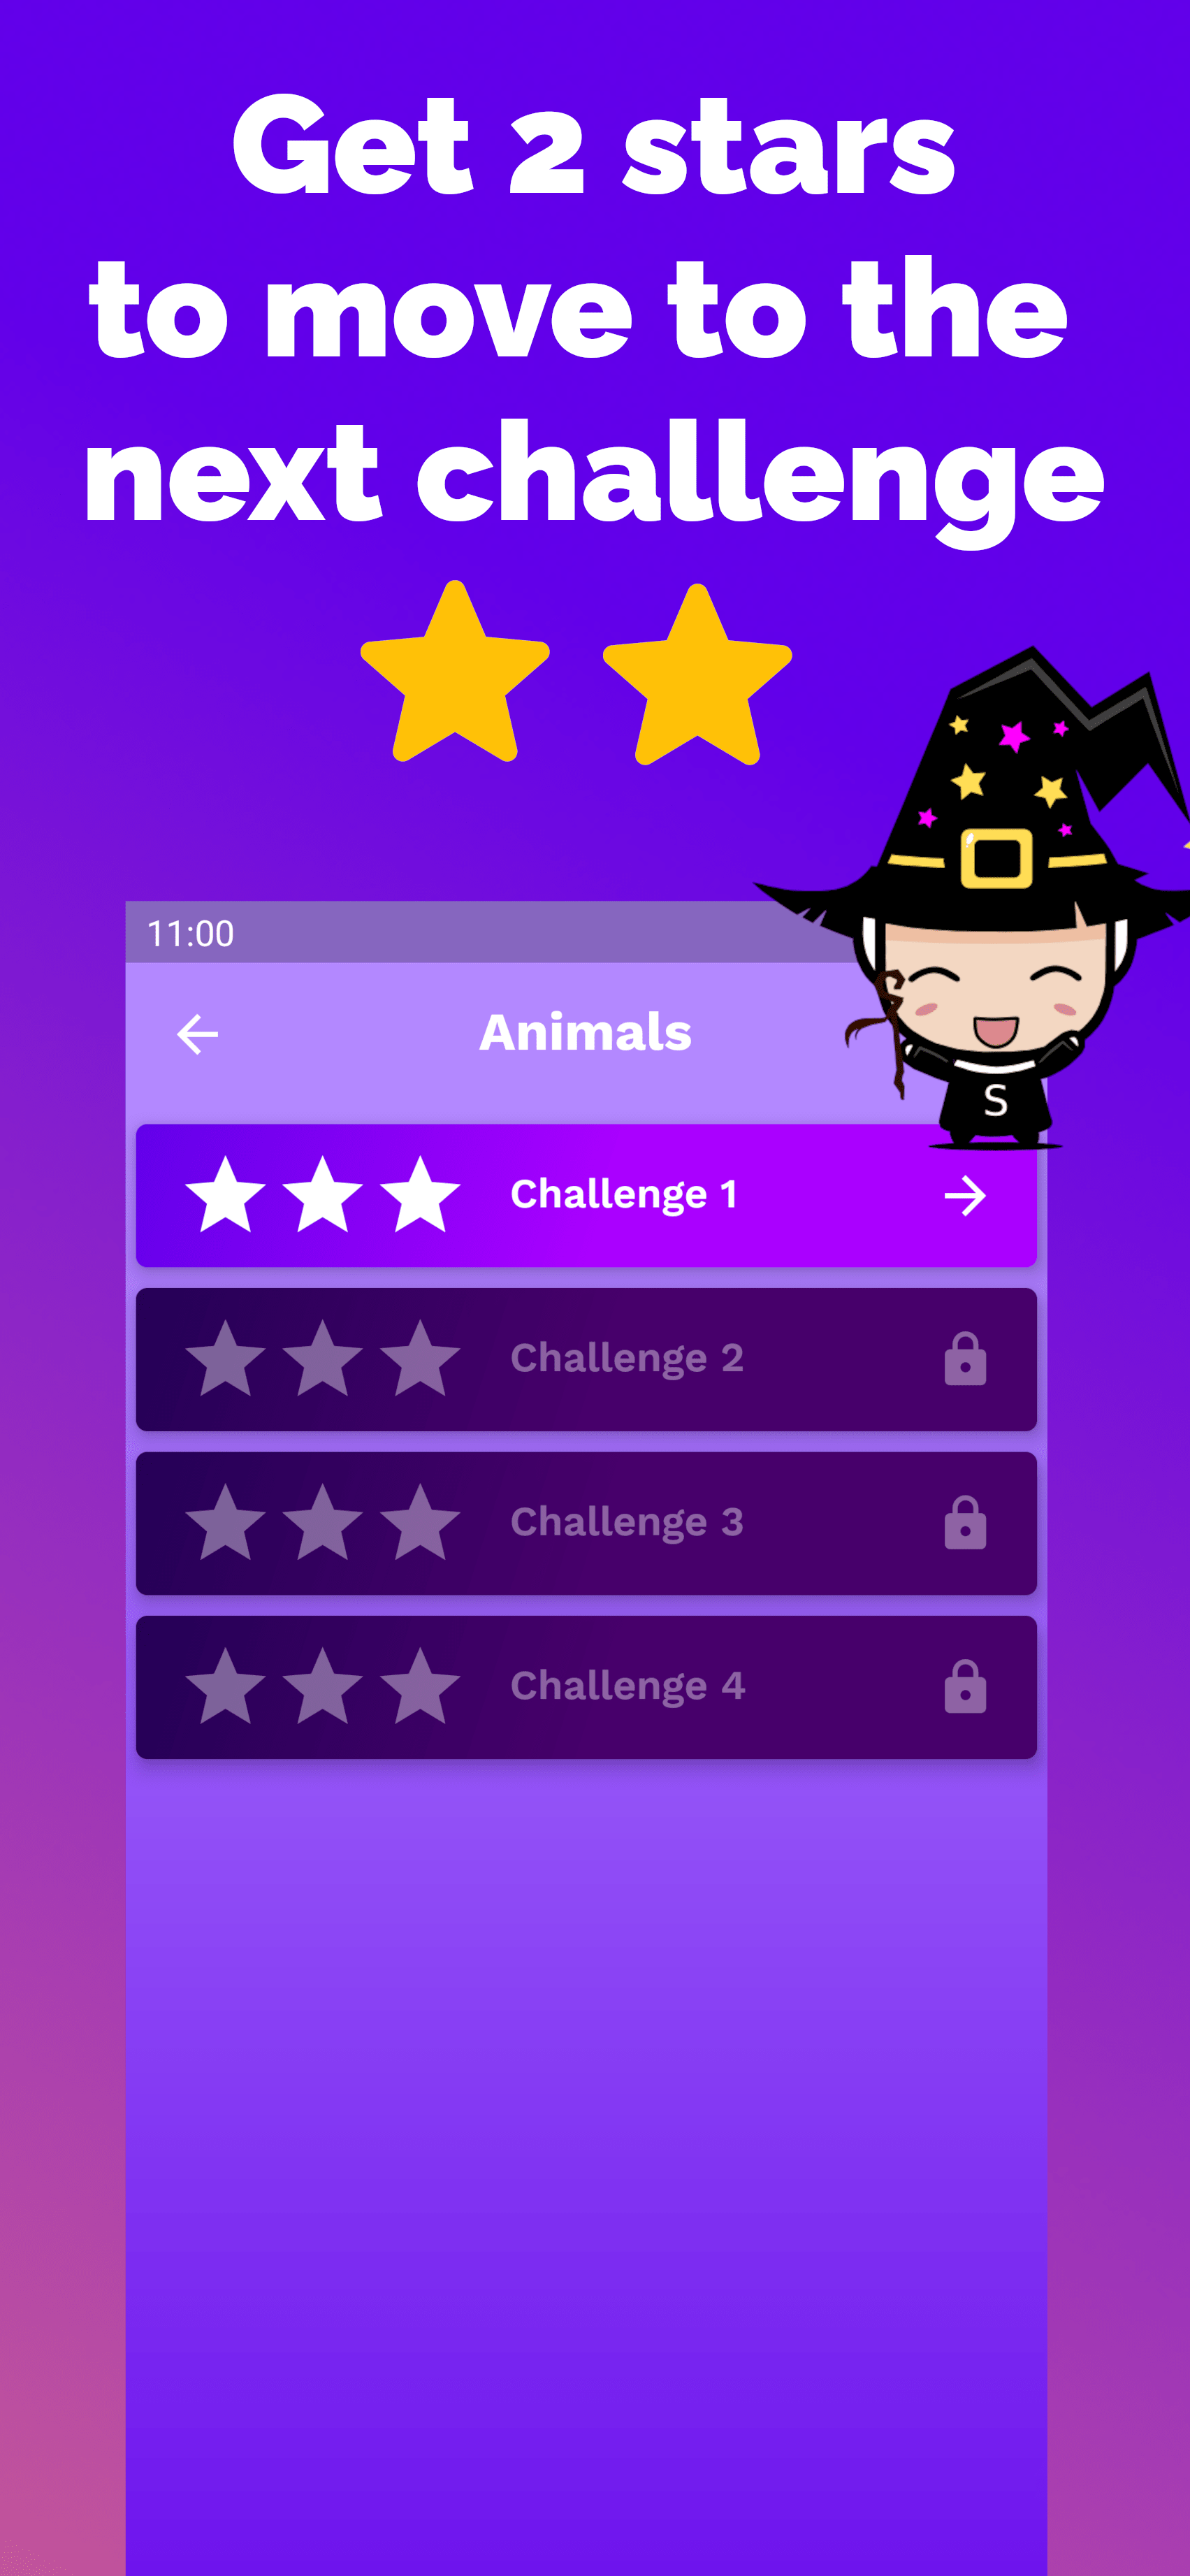 Get 2 stars
to move to the
next challenge
11:00
Animals
S
Challenge 1
Challenge 2
Challenge 3
Challenge 4